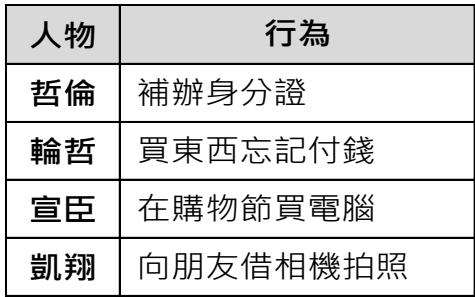 人物 行為
哲倫 補辦身分證
輪哲 買東西忘記付錢
宣臣 在購物節買電腦
凱翔 向朋友借相機拍照